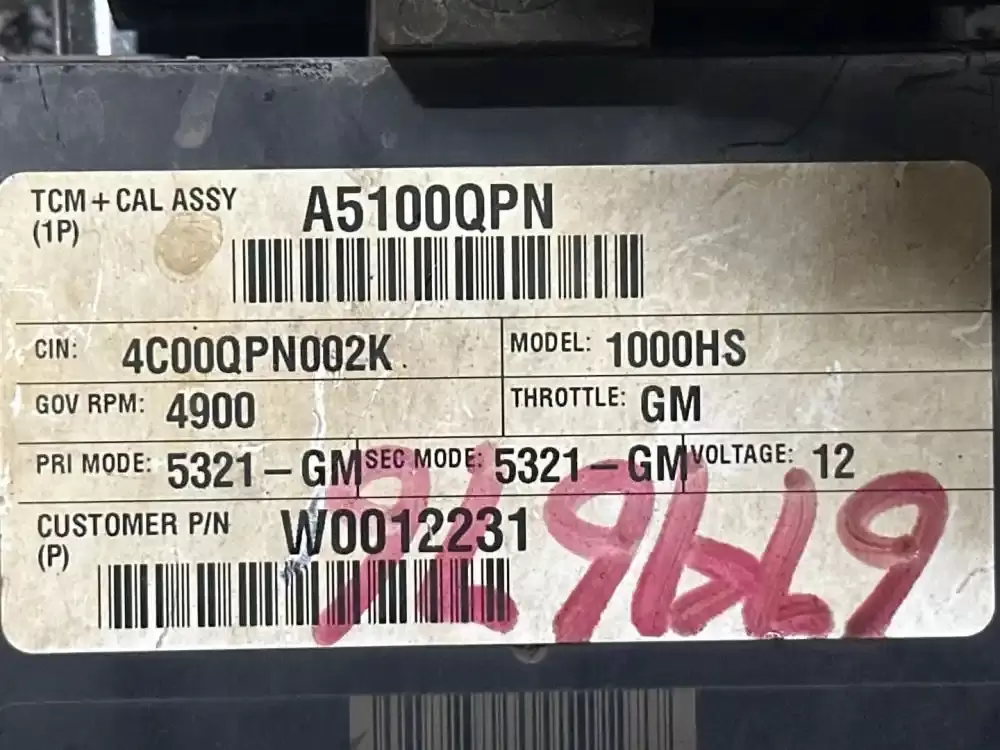 TCM + CAL ASSY
(1P)
A5100QPN
CIN: 4C00QPN002K
MODEL: 1000HS
GOV RPM: 4900
THROTTLE: GM
PRI MODE: 5321-GM SEC MODE: 5321-GM VOLTAGE: 12
CUSTOMER P/N
(P)
W0012231